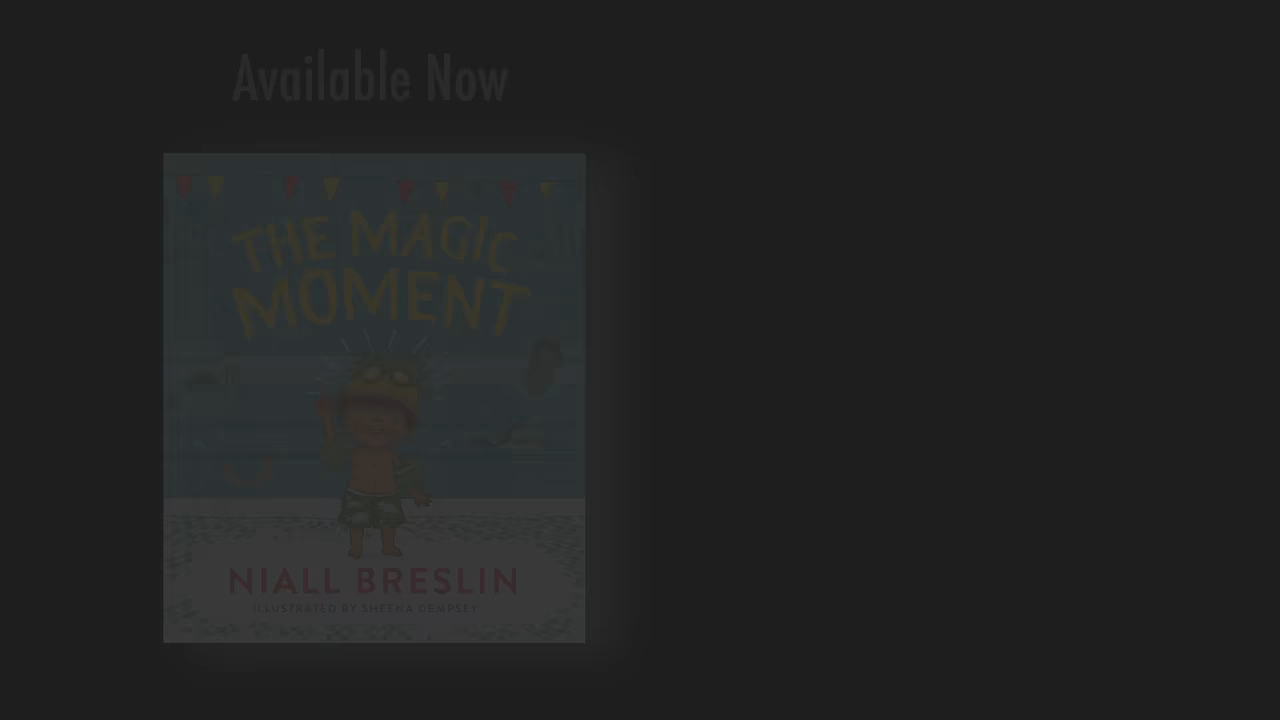 Available Now
THE MAGIC
MOMENT
NIALL BRESLIN
ILLUSTRATED BY SHEENA DEMPSEY